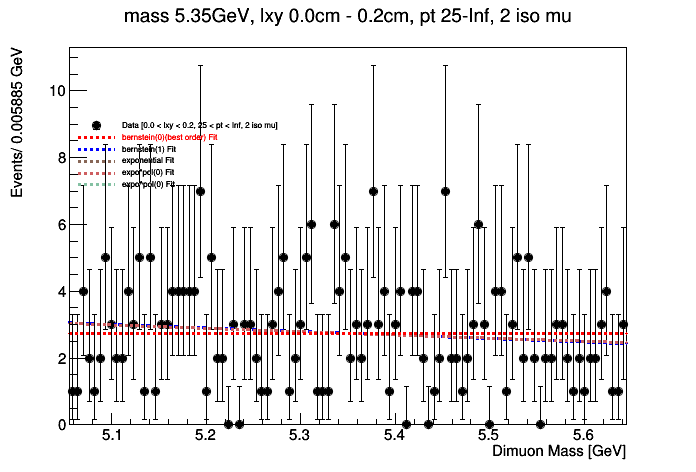 mass 5.35GeV, lxy 0.0cm - 0.2cm, pt 25-Inf, 2 iso mu
Events/ 0.005885 GeV
10
8
6
4
2
0
Data [0.0 < lxy < 0.2, 25 < pt < Inf, 2 iso mu]
bernstein(0)(best order) Fit
bernstein(1) Fit
exponential Fit
expo*pol(0) Fit
expo*pol(0) Fit
5.1 5.2 5.3 5.4 5.5 5.6
Dimuon Mass [GeV]